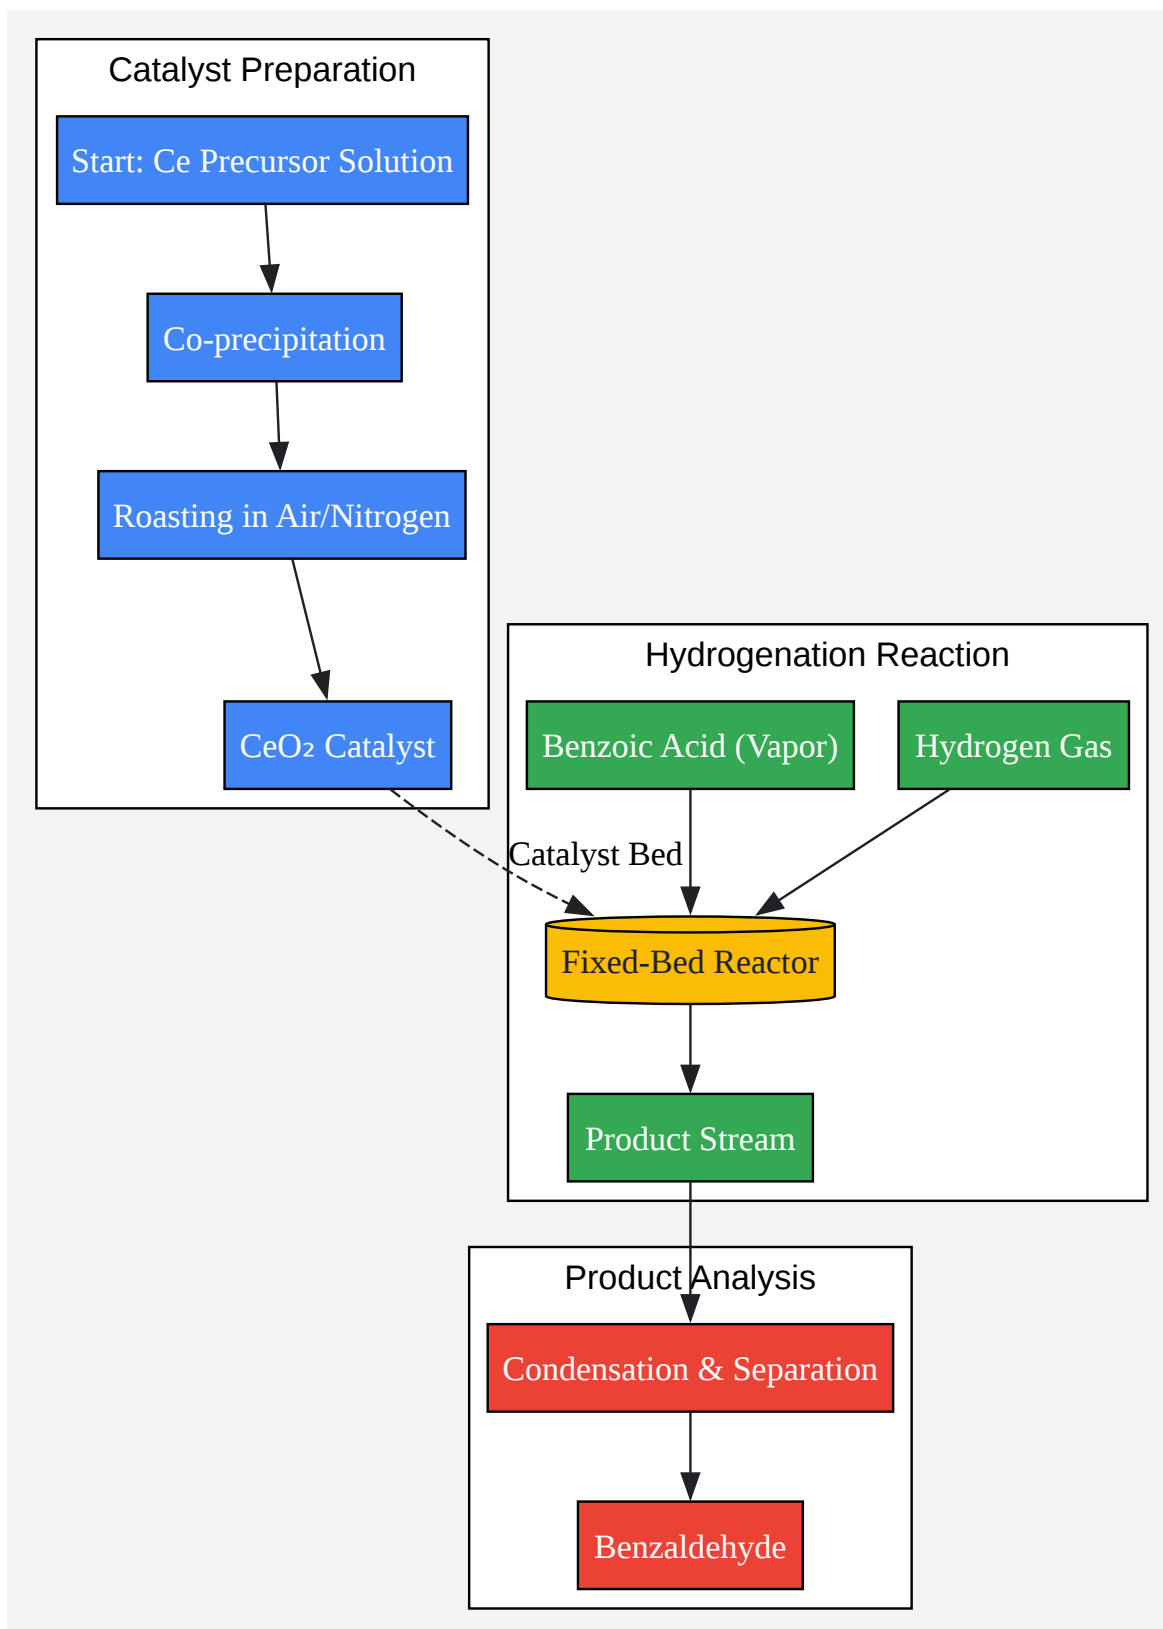 Catalyst Preparation
Start: Ce Precursor Solution
Co-precipitation
Roasting in Air/Nitrogen
CeO₂ Catalyst
Hydrogenation Reaction
Benzoic Acid (Vapor)
Hydrogen Gas
Catalyst Bed
Fixed-Bed Reactor
Product Stream
Product Analysis
Condensation & Separation
Benzaldehyde